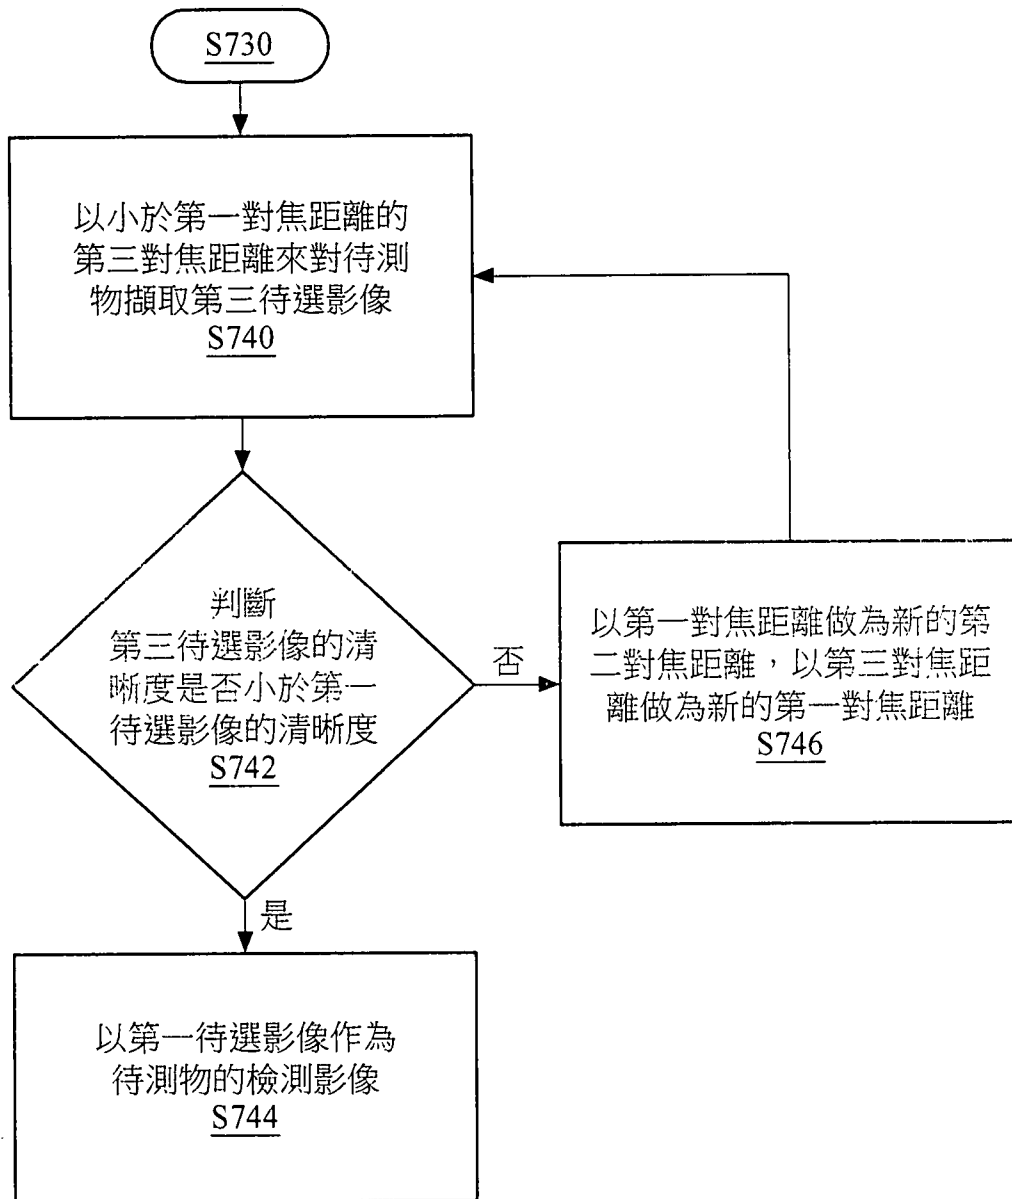 S730
以小於第一對焦距離的
第三對焦距離來對待測
物擷取第三待選影像
S740
判斷
第三待選影像的清
晰度是否小於第一
待選影像的清晰度
S742
否
以第一對焦距離做為新的第
二對焦距離，以第三對焦距
離做為新的第一對焦距離
S746
是
以第一待選影像作為
待測物的檢測影像
S744